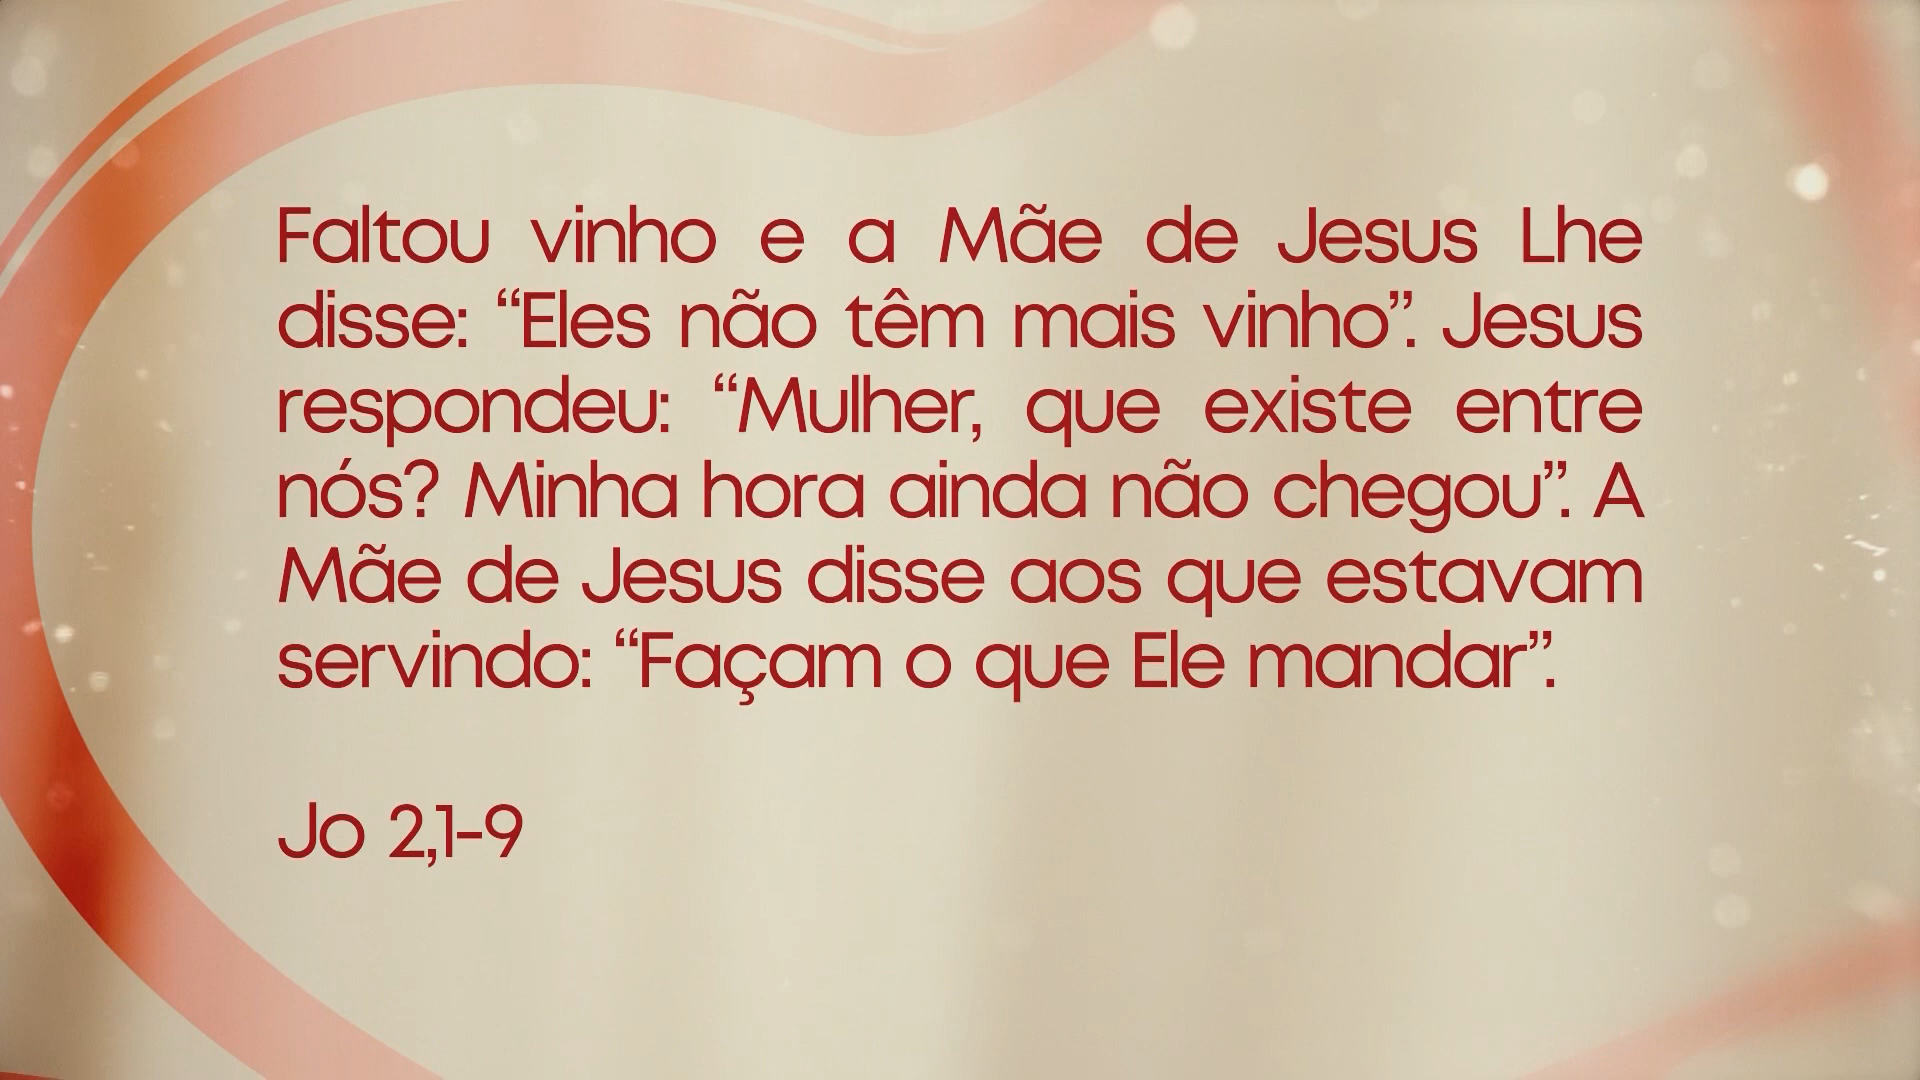 Faltou vinho e a Mãe de Jesus Lhe
disse: “Eles não têm mais vinho”. Jesus
respondeu: “Mulher, que existe entre
nós? Minha hora ainda não chegou”. A
Mãe de Jesus disse aos que estavam
servindo: “Façam o que Ele mandar”.
Jo 2,1-9